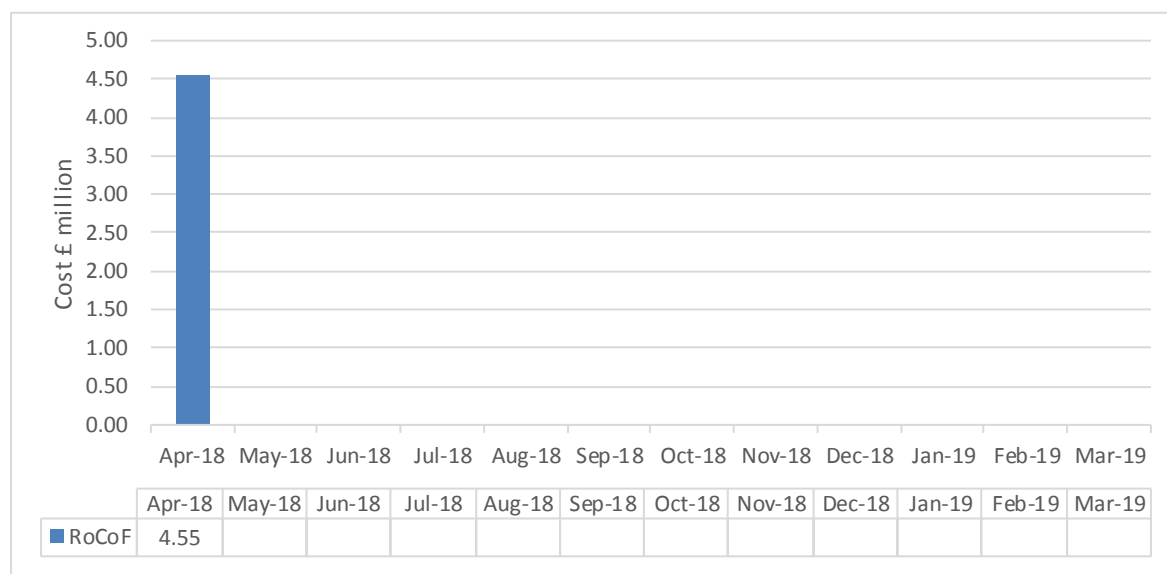 5.00
4.50
4.00
3.50
3.00
2.50
2.00
1.50
1.00
0.50
0.00
Cost £ million
Apr-18 May-18 Jun-18 Jul-18 Aug-18 Sep-18 Oct-18 Nov-18 Dec-18 Jan-19 Feb-19 Mar-19
Apr-18 May-18 Jun-18 Jul-18 Aug-18 Sep-18 Oct-18 Nov-18 Dec-18 Jan-19 Feb-19 Mar-19
RoCoF 4.55